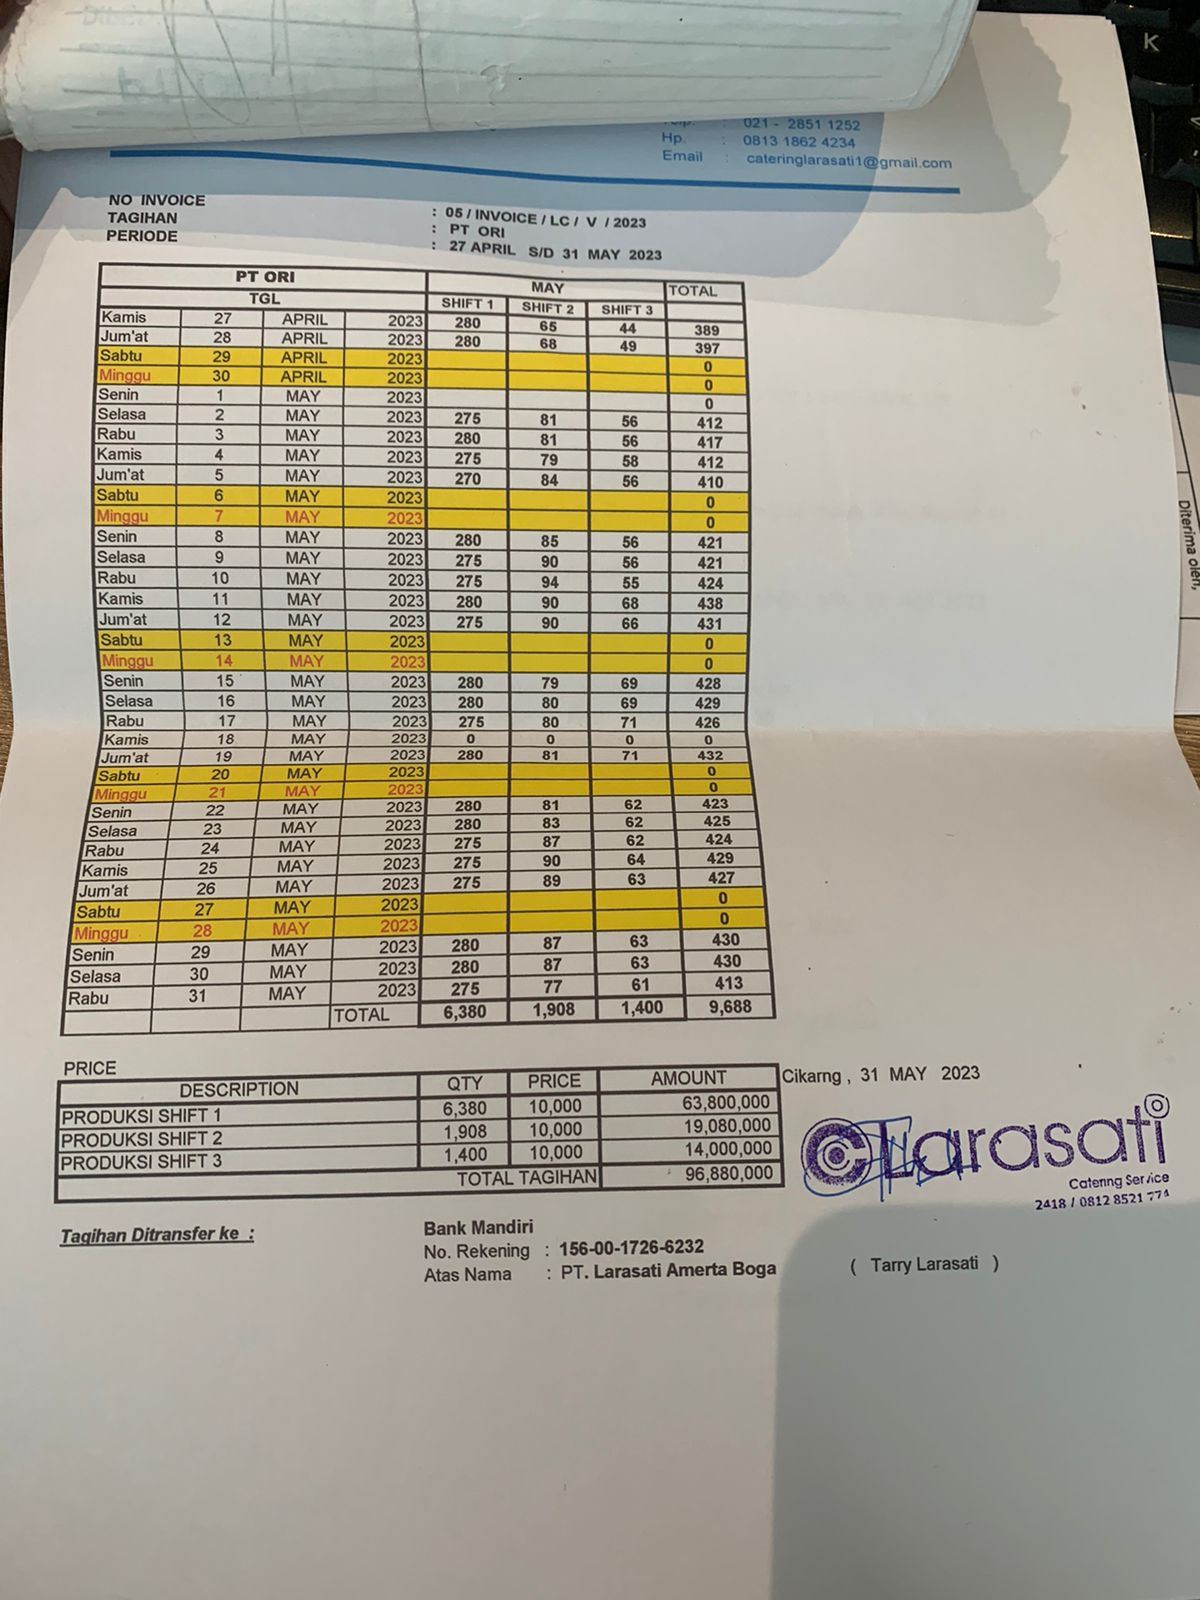 021 - 2851 1252
Hp. : 0813 1862 4234
Email : cateringlarasati1@gmail.com
NO INVOICE : 05 / INVOICE / LC / V / 2023
TAGIHAN : PT ORI
PERIODE : 27 APRIL S/D 31 MAY 2023
PT ORI MAY TOTAL
TGL SHIFT 1 SHIFT 2 SHIFT 3
Kamis 27 APRIL 2023 280 65 44 389
Jum'at 28 APRIL 2023 280 68 49 397
Sabtu 29 APRIL 2023 0
Minggu 30 APRIL 2023 0
Senin 1 MAY 2023 0
Selasa 2 MAY 2023 275 81 56 412
Rabu 3 MAY 2023 280 81 56 417
Kamis 4 MAY 2023 275 79 58 412
Jum'at 5 MAY 2023 270 84 56 410
Sabtu 6 MAY 2023 0
Minggu 7 MAY 2023 0
Senin 8 MAY 2023 280 85 56 421
Selasa 9 MAY 2023 275 90 56 421
Rabu 10 MAY 2023 275 94 55 424
Kamis 11 MAY 2023 280 90 68 438
Jum'at 12 MAY 2023 275 90 66 431
Sabtu 13 MAY 2023 0
Minggu 14 MAY 2023 0
Senin 15 MAY 2023 280 79 69 428
Selasa 16 MAY 2023 280 80 69 429
Rabu 17 MAY 2023 275 80 71 426
Kamis 18 MAY 2023 0 0 0 0
Jum'at 19 MAY 2023 280 81 71 432
Sabtu 20 MAY 2023 0
Minggu 21 MAY 2023 0
Senin 22 MAY 2023 280 81 62 423
Selasa 23 MAY 2023 280 83 62 425
Rabu 24 MAY 2023 275 87 62 424
Kamis 25 MAY 2023 275 90 64 429
Jum'at 26 MAY 2023 275 89 63 427
Sabtu 27 MAY 2023 0
Minggu 28 MAY 2023 0
Senin 29 MAY 2023 280 87 63 430
Selasa 30 MAY 2023 280 87 63 430
Rabu 31 MAY 2023 275 77 61 413
TOTAL 6,380 1,908 1,400 9,688
PRICE
DESCRIPTION QTY PRICE AMOUNT
PRODUKSI SHIFT 1 6,380 10,000 63,800,000
PRODUKSI SHIFT 2 1,908 10,000 19,080,000
PRODUKSI SHIFT 3 1,400 10,000 14,000,000
TOTAL TAGIHAN 96,880,000
Cikarng , 31 MAY 2023
Larasati
Catering Service
2418 / 0812 8521
( Tarry Larasati )
Tagihan Ditransfer ke :
Bank Mandiri
No. Rekening : 156-00-1726-6232
Atas Nama : PT. Larasati Amerta Boga
Diterima oleh,
K